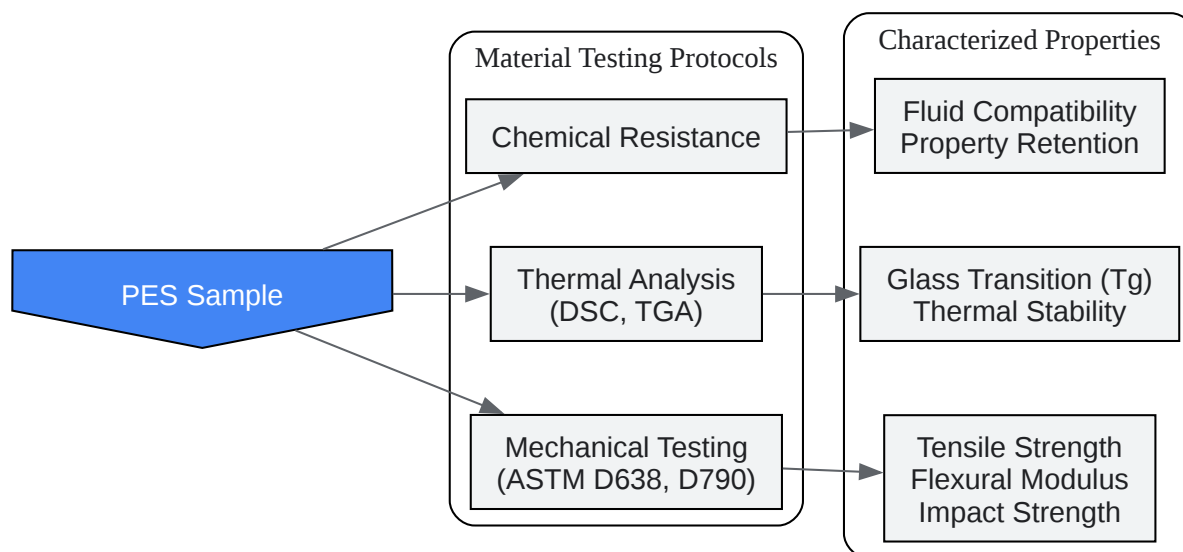 Material Testing Protocols
Characterized Properties
Chemical Resistance
Fluid Compatibility
Property Retention
PES Sample
Thermal Analysis
(DSC, TGA)
Glass Transition (Tg)
Thermal Stability
Mechanical Testing
(ASTM D638, D790)
Tensile Strength
Flexural Modulus
Impact Strength